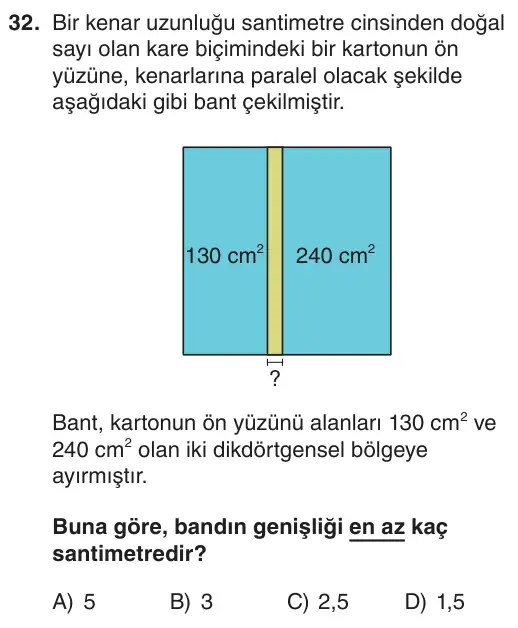 32. Bir kenar uzunluğu santimetre cinsinden doğal
sayı olan kare biçimindeki bir kartonun ön
yüzüne, kenarlarına paralel olacak şekilde
aşağıdaki gibi bant çekilmiştir.
130 cm² 240 cm²
?
Bant, kartonun ön yüzünü alanları 130 cm² ve
240 cm² olan iki dikdörtgensel bölgeye
ayırmıştır.
Buna göre, bandın genişliği en az kaç
santimetredir?
A) 5 B) 3 C) 2,5 D) 1,5